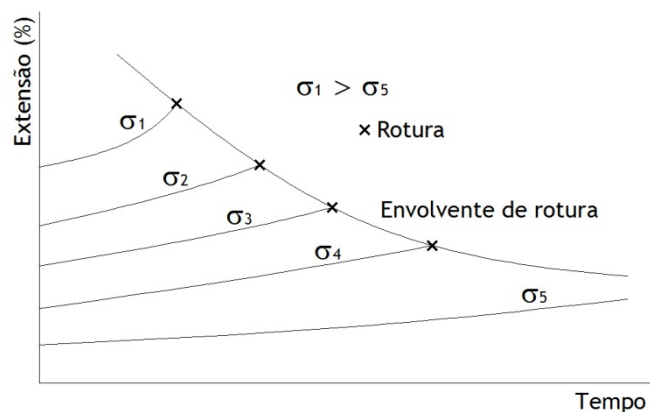 Extensão (%)
σ1 > σ5
× Rotura
σ1
σ2
σ3
Envolvente de rotura
σ4
σ5
Tempo